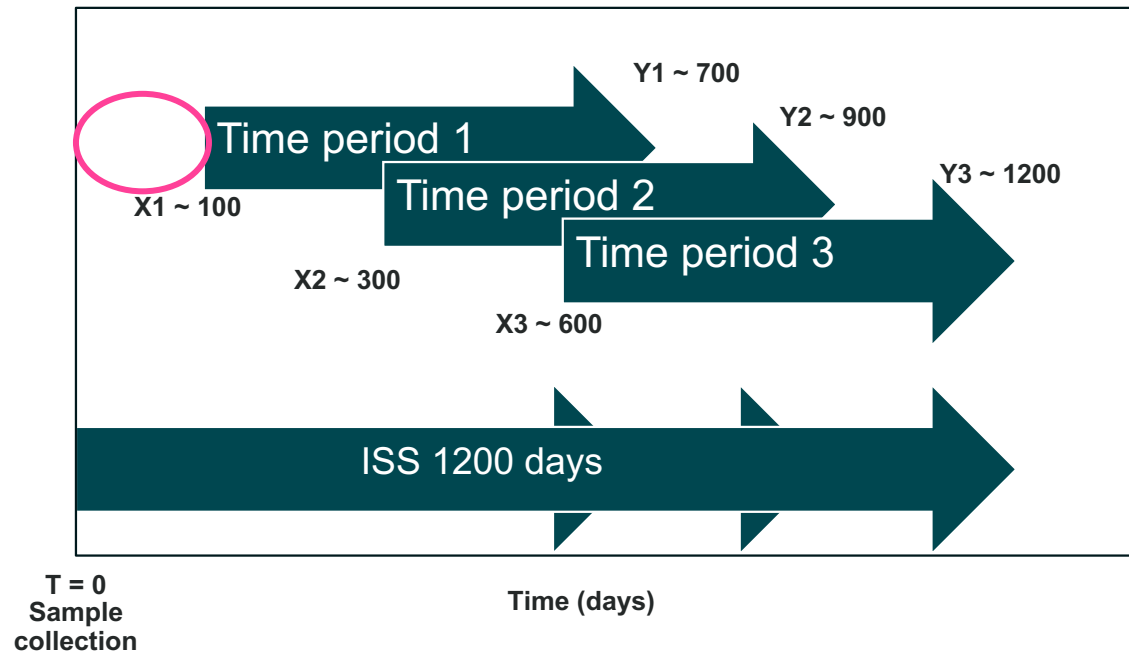 Y1 ~ 700
Time period 1
Y2 ~ 900
X1 ~ 100
Time period 2
Y3 ~ 1200
X2 ~ 300
Time period 3
X3 ~ 600
ISS 1200 days
T = 0
Sample
collection
Time (days)